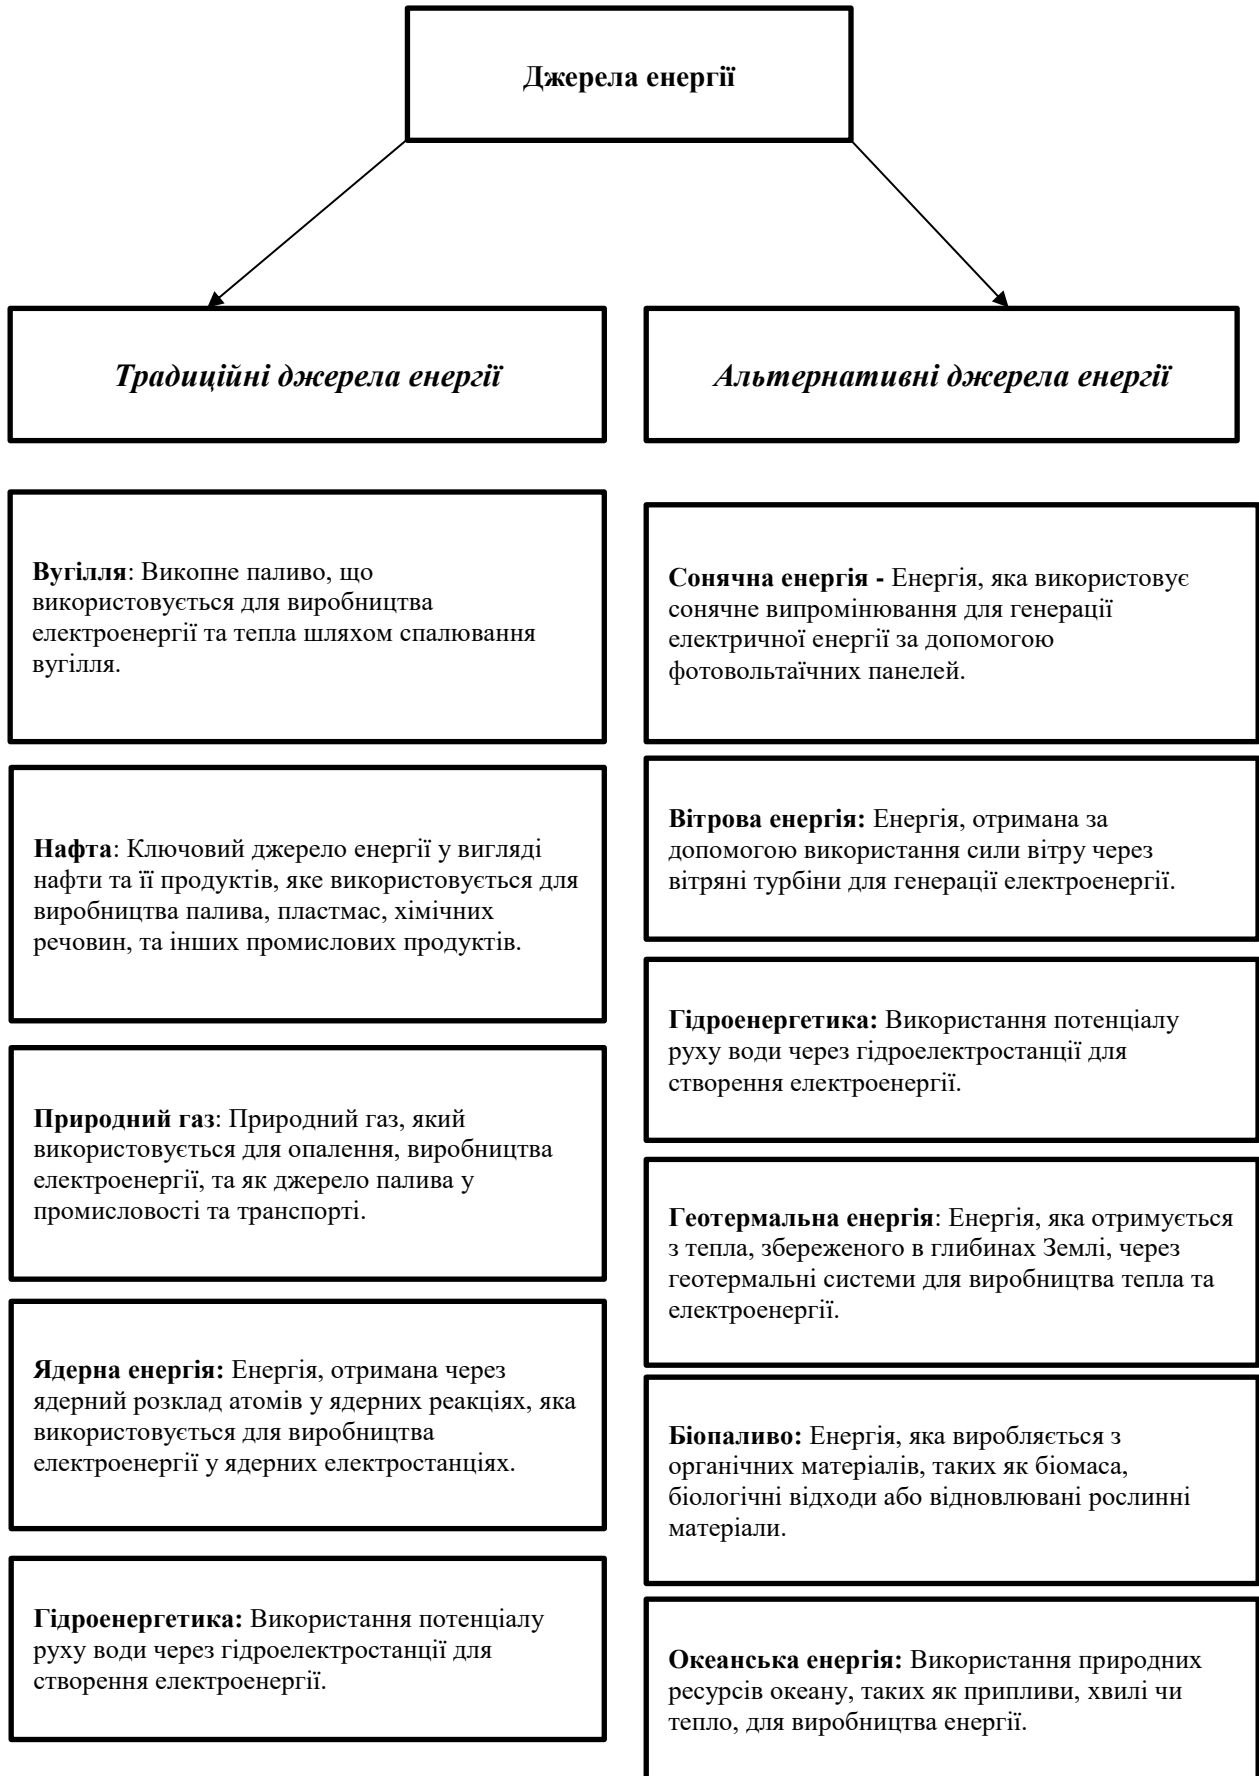 Джерела енергії
Традиційні джерела енергії
Альтернативні джерела енергії
Вугілля: Викопне паливо, що
використовується для виробництва
електроенергії та тепла шляхом спалювання
вугілля.
Нафта: Ключовий джерело енергії у вигляді
нафти та її продуктів, яке використовується для
виробництва палива, пластмас, хімічних
речовин, та інших промислових продуктів.
Природний газ: Природний газ, який
використовується для опалення, виробництва
електроенергії, та як джерело палива у
промисловості та транспорті.
Ядерна енергія: Енергія, отримана через
ядерний розклад атомів у ядерних реакціях, яка
використовується для виробництва
електроенергії у ядерних електростанціях.
Гідроенергетика: Використання потенціалу
руху води через гідроелектростанції для
створення електроенергії.
Сонячна енергія - Енергія, яка використовує
сонячне випромінювання для генерації
електричної енергії за допомогою
фотовольтаїчних панелей.
Вітрова енергія: Енергія, отримана за
допомогою використання сили вітру через
вітряні турбіни для генерації електроенергії.
Гідроенергетика: Використання потенціалу
руху води через гідроелектростанції для
створення електроенергії.
Геотермальна енергія: Енергія, яка отримується
з тепла, збереженого в глибинах Землі, через
геотермальні системи для виробництва тепла та
електроенергії.
Біопаливо: Енергія, яка виробляється з
органічних матеріалів, таких як біомаса,
біологічні відходи або відновлювані рослинні
матеріали.
Океанська енергія: Використання природних
ресурсів океану, таких як припливи, хвилі чи
тепло, для виробництва енергії.